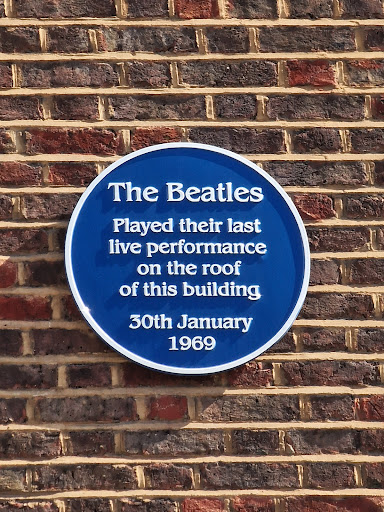 The Beatles
Played their last
live performance
on the roof
of this building
30th January
1969